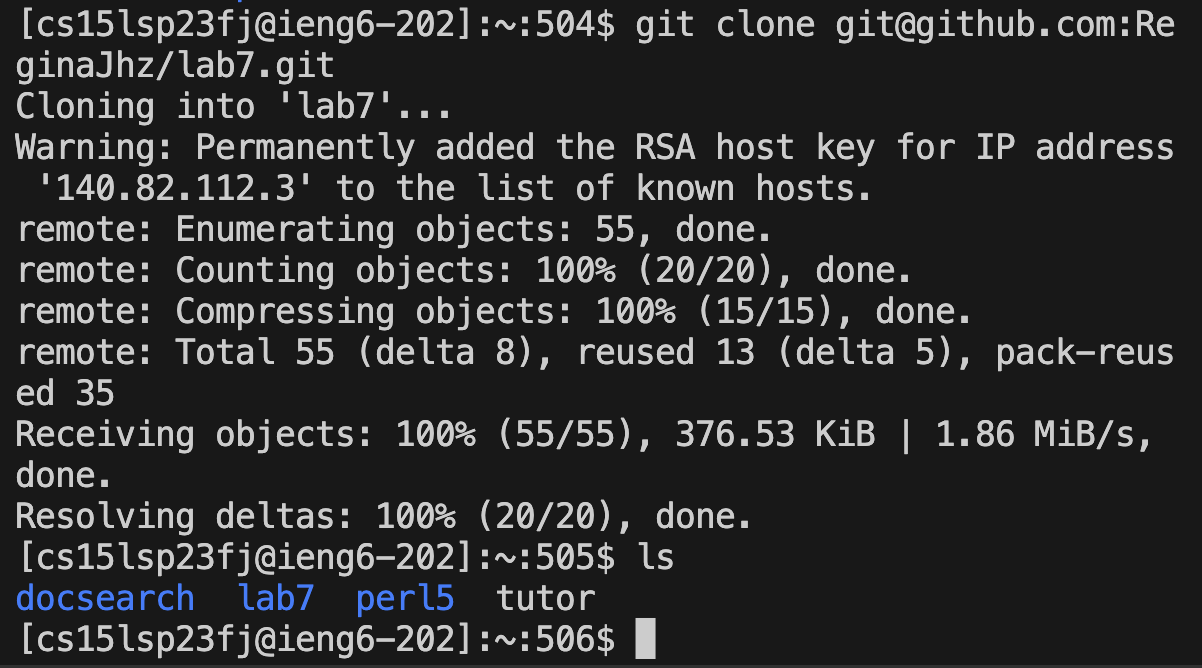 [cs15lsp23fj@ieng6-202]:~:504$ git clone git@github.com:Re
ginaJhz/lab7.git
Cloning into 'lab7'...
Warning: Permanently added the RSA host key for IP address
 '140.82.112.3' to the list of known hosts.
remote: Enumerating objects: 55, done.
remote: Counting objects: 100% (20/20), done.
remote: Compressing objects: 100% (15/15), done.
remote: Total 55 (delta 8), reused 13 (delta 5), pack-reus
ed 35
Receiving objects: 100% (55/55), 376.53 KiB | 1.86 MiB/s,
done.
Resolving deltas: 100% (20/20), done.
[cs15lsp23fj@ieng6-202]:~:505$ ls
docsearch  lab7  perl5  tutor
[cs15lsp23fj@ieng6-202]:~:506$